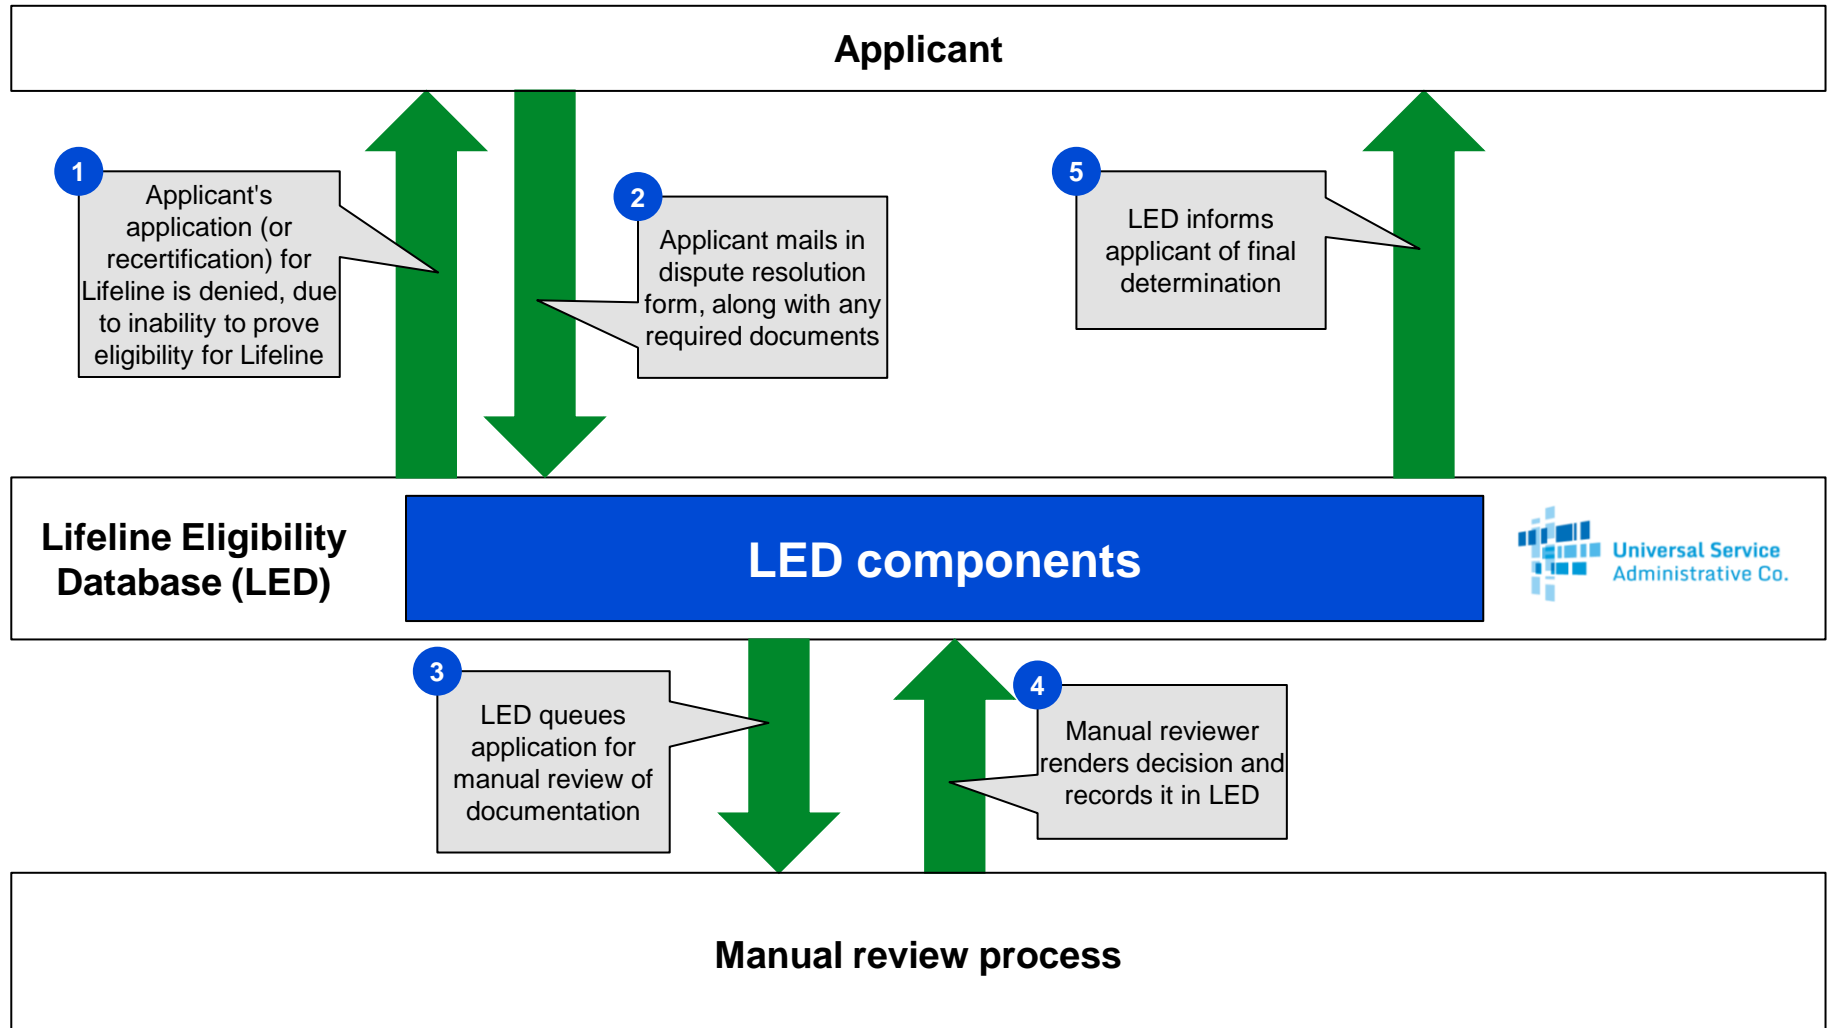 Applicant
1
Applicant's
application (or
recertification) for
Lifeline is denied, due
to inability to prove
eligibility for Lifeline
2
Applicant mails in
dispute resolution
form, along with any
required documents
5
LED informs
applicant of final
determination
Lifeline Eligibility
Database (LED)
LED components
Universal Service
Administrative Co.
3
LED queues
application for
manual review of
documentation
4
Manual reviewer
renders decision and
records it in LED
Manual review process